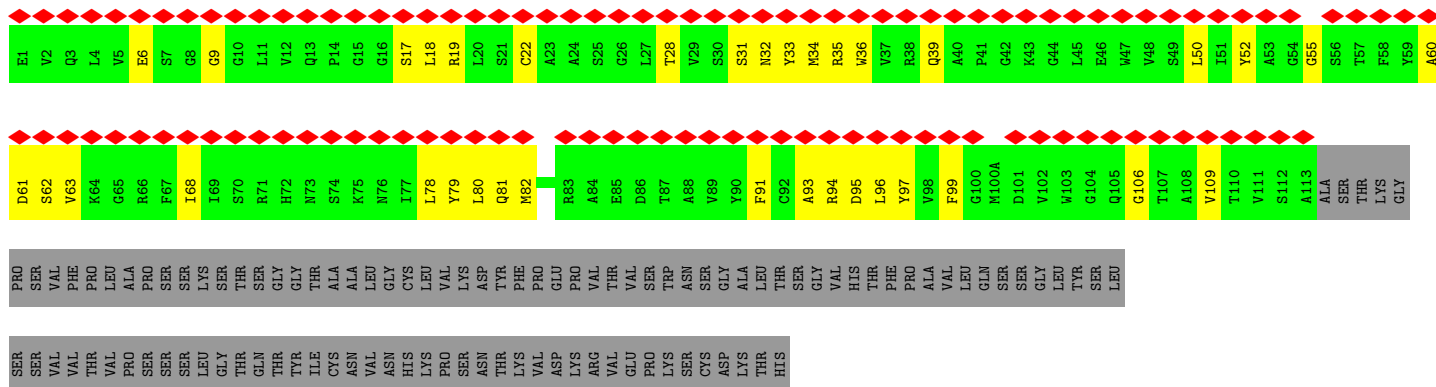 E1 V2 Q3 L4 V5 E6 S7 G8 G9 G10 L11 V12 Q13 P14 G15 G16 S17 L18 R19 L20 S21 C22 A23 A24 S25 G26 L27 T28 V29 S30 S31 N32 Y33 M34 R35 W36 V37 R38 Q39 A40 P41 G42 K43 G44 L45 E46 W47 V48 S49 L50 I51 Y52 A53 G54 G55 S56 T57 F58 Y59 A60
D61 S62 V63 K64 G65 R66 F67 I68 I69 S70 R71 H72 N73 S74 K75 N76 I77 L78 Y79 L80 Q81 M82 R83 A84 E85 D86 T87 A88 V89 Y90 F91 C92 A93 R94 D95 L96 Y97 V98 F99 G100 M100A D101 V102 W103 G104 Q105 G106 T107 A108 V109 T110 V111 S112 A113 ALA SER THR LYS GLY
PRO SER VAL PHE PRO LEU ALA PRO SER SER LYS SER THR SER GLY GLY THR ALA ALA LEU GLY CYS LEU VAL LYS ASP TYR PHE PRO GLU PRO VAL THR VAL SER TRP ASN SER GLY ALA LEU THR SER GLY VAL HIS THR PHE PRO ALA VAL LEU GLN SER SER GLY LEU TYR SER LEU
SER SER VAL VAL THR VAL PRO SER SER SER LEU GLY THR GLN THR TYR ILE CYS ASN VAL ASN HIS LYS PRO SER ASN THR LYS VAL ASP LYS ARG VAL GLU PRO LYS SER CYS ASP LYS THR HIS